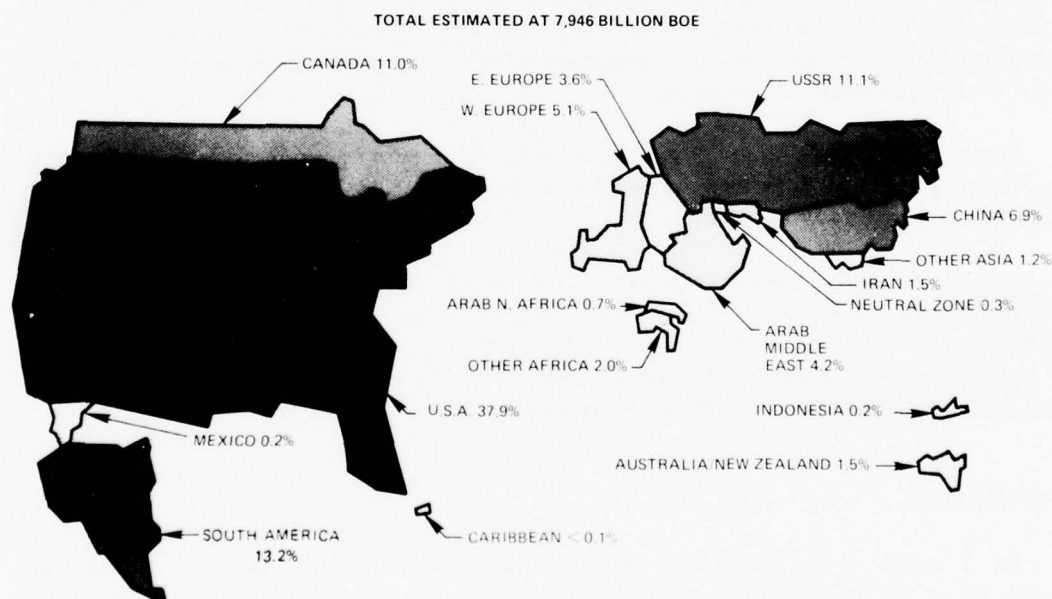 TOTAL ESTIMATED AT 7,946 BILLION BOE
CANADA 11.0%
E. EUROPE 3.6%
USSR 11.1%
W. EUROPE 5.1%
CHINA 6.9%
OTHER ASIA 1.2%
IRAN 1.5%
NEUTRAL ZONE 0.3%
ARAB N. AFRICA 0.7%
ARAB
MIDDLE
EAST 4.2%
OTHER AFRICA 2.0%
U.S.A. 37.9%
INDONESIA 0.2%
MEXICO 0.2%
AUSTRALIA/NEW ZEALAND 1.5%
SOUTH AMERICA
13.2%
CARIBBEAN < 0.1%